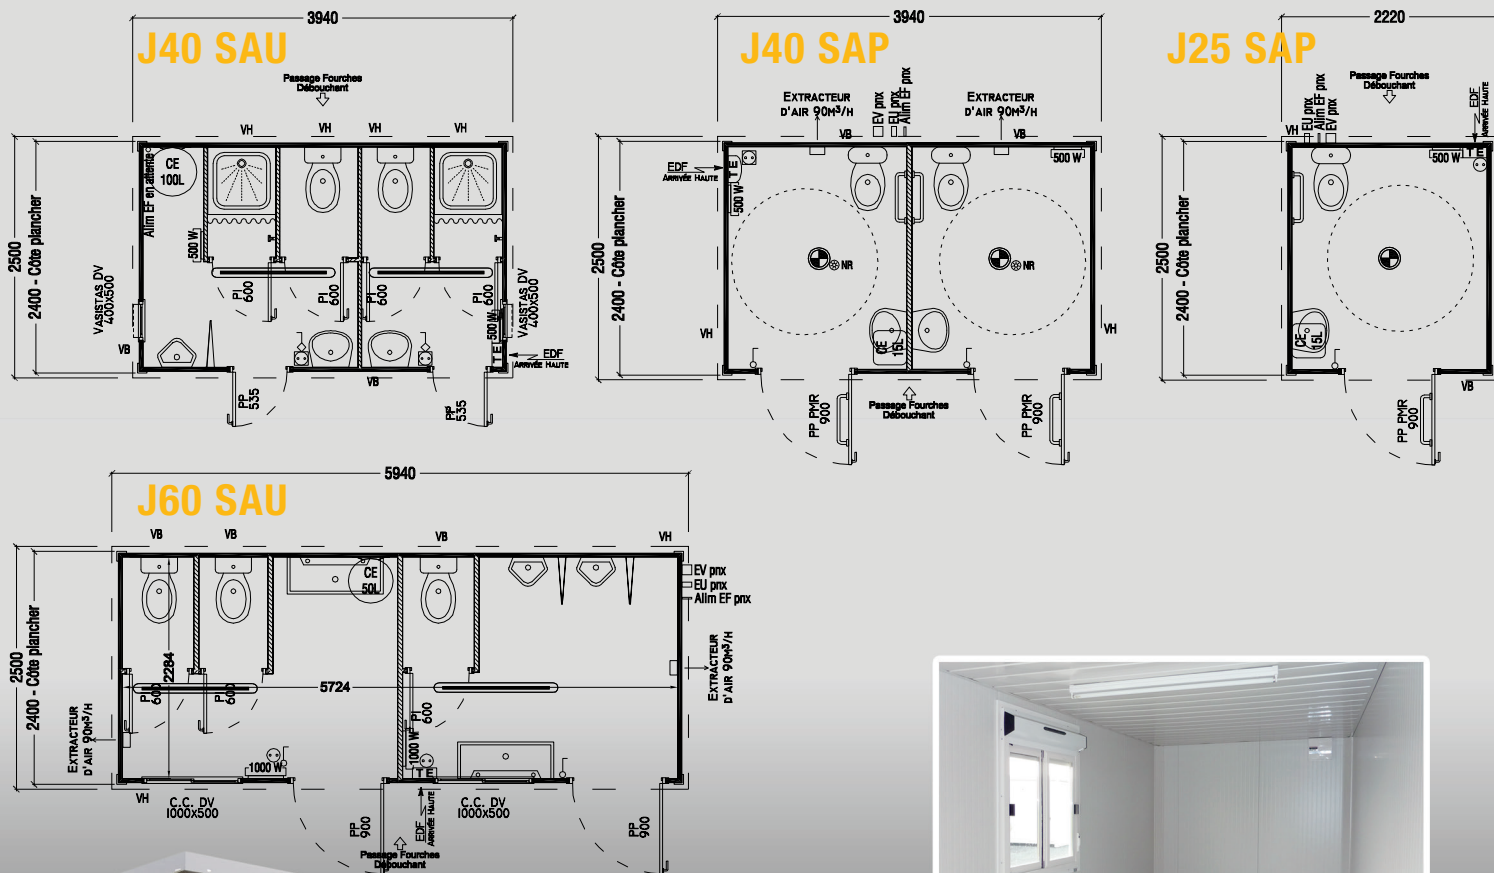 3940
J40 SAU
Passage Fourches
Débouchant
VH
VH
VH
VH
CE
100L
Alim EF en attente
500 W
2500
2400 - Côte plancher
VASISTAS DV
400x500
VB
PI
600
PI
600
PI
600
PI
600
500 W
T E
VASISTAS DV
400x500
EDF
ARRIVÉE HAUTE
VB
PP
535
PP
535
3940
J40 SAP
EXTRACTEUR
D'AIR 90M³/H
EV pnx
EU pnx
Alim EF pnx
EXTRACTEUR
D'AIR 90M³/H
VB
VB
EDF
ARRIVÉE HAUTE
T E
500 W
500 W
2500
2400 - Côte plancher
NR
NR
VH
VH
CE
15L
Passage Fourches
Débouchant
PP PMR
900
PP PMR
900
2220
J25 SAP
Passage Fourches
Débouchant
EDF
ARRIVÉE HAUTE
VH
EU pnx
Alim EF pnx
EV pnx
500 W
T E
2500
2400 - Côte plancher
CE
15L
VB
PP PMR
900
5940
J60 SAU
VB
VB
VB
VH
CE
50L
EV pnx
EU pnx
Alim EF pnx
2500
2400 - Côte plancher
2284
5724
PI
600
PI
600
PI
600
EXTRACTEUR
D'AIR 90M³/H
EXTRACTEUR
D'AIR 90M³/H
1000 W
1000 W
T E
VH
C.C. DV
1000x500
C.C. DV
1000x500
PP
900
EDF
ARRIVÉE HAUTE
PP
900
Passage Fourches
Débouchant